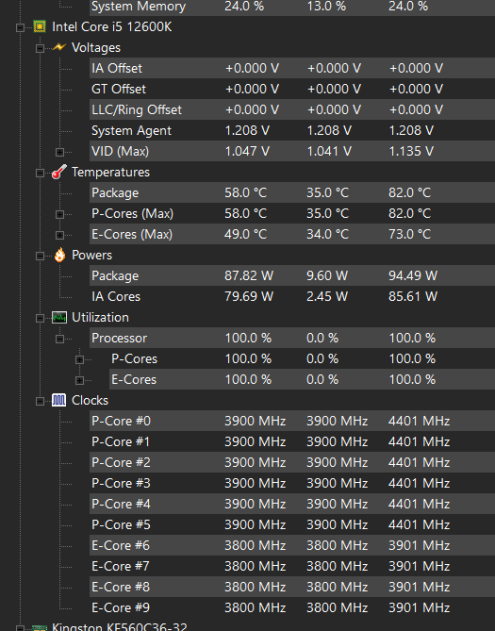 System Memory 24.0 % 13.0 % 24.0 %
Intel Core i5 12600K
Voltages
IA Offset +0.000 V +0.000 V +0.000 V
GT Offset +0.000 V +0.000 V +0.000 V
LLC/Ring Offset +0.000 V +0.000 V +0.000 V
System Agent 1.208 V 1.208 V 1.208 V
VID (Max) 1.047 V 1.041 V 1.135 V
Temperatures
Package 58.0 °C 35.0 °C 82.0 °C
P-Cores (Max) 58.0 °C 35.0 °C 82.0 °C
E-Cores (Max) 49.0 °C 34.0 °C 73.0 °C
Powers
Package 87.82 W 9.60 W 94.49 W
IA Cores 79.69 W 2.45 W 85.61 W
Utilization
Processor 100.0 % 0.0 % 100.0 %
P-Cores 100.0 % 0.0 % 100.0 %
E-Cores 100.0 % 0.0 % 100.0 %
Clocks
P-Core #0 3900 MHz 3900 MHz 4401 MHz
P-Core #1 3900 MHz 3900 MHz 4401 MHz
P-Core #2 3900 MHz 3900 MHz 4401 MHz
P-Core #3 3900 MHz 3900 MHz 4401 MHz
P-Core #4 3900 MHz 3900 MHz 4401 MHz
P-Core #5 3900 MHz 3900 MHz 4401 MHz
E-Core #6 3800 MHz 3800 MHz 3901 MHz
E-Core #7 3800 MHz 3800 MHz 3901 MHz
E-Core #8 3800 MHz 3800 MHz 3901 MHz
E-Core #9 3800 MHz 3800 MHz 3901 MHz
Kingston KF560C36-32